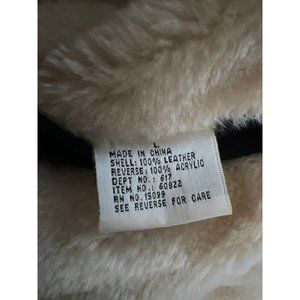 L
MADE IN CHINA
SHELL: 100% LEATHER
REVERSE: 100% ACRYLIC
DEPT NO.: 617
ITEM NO.: 60922
RN NO. 15099
SEE REVERSE FOR CARE